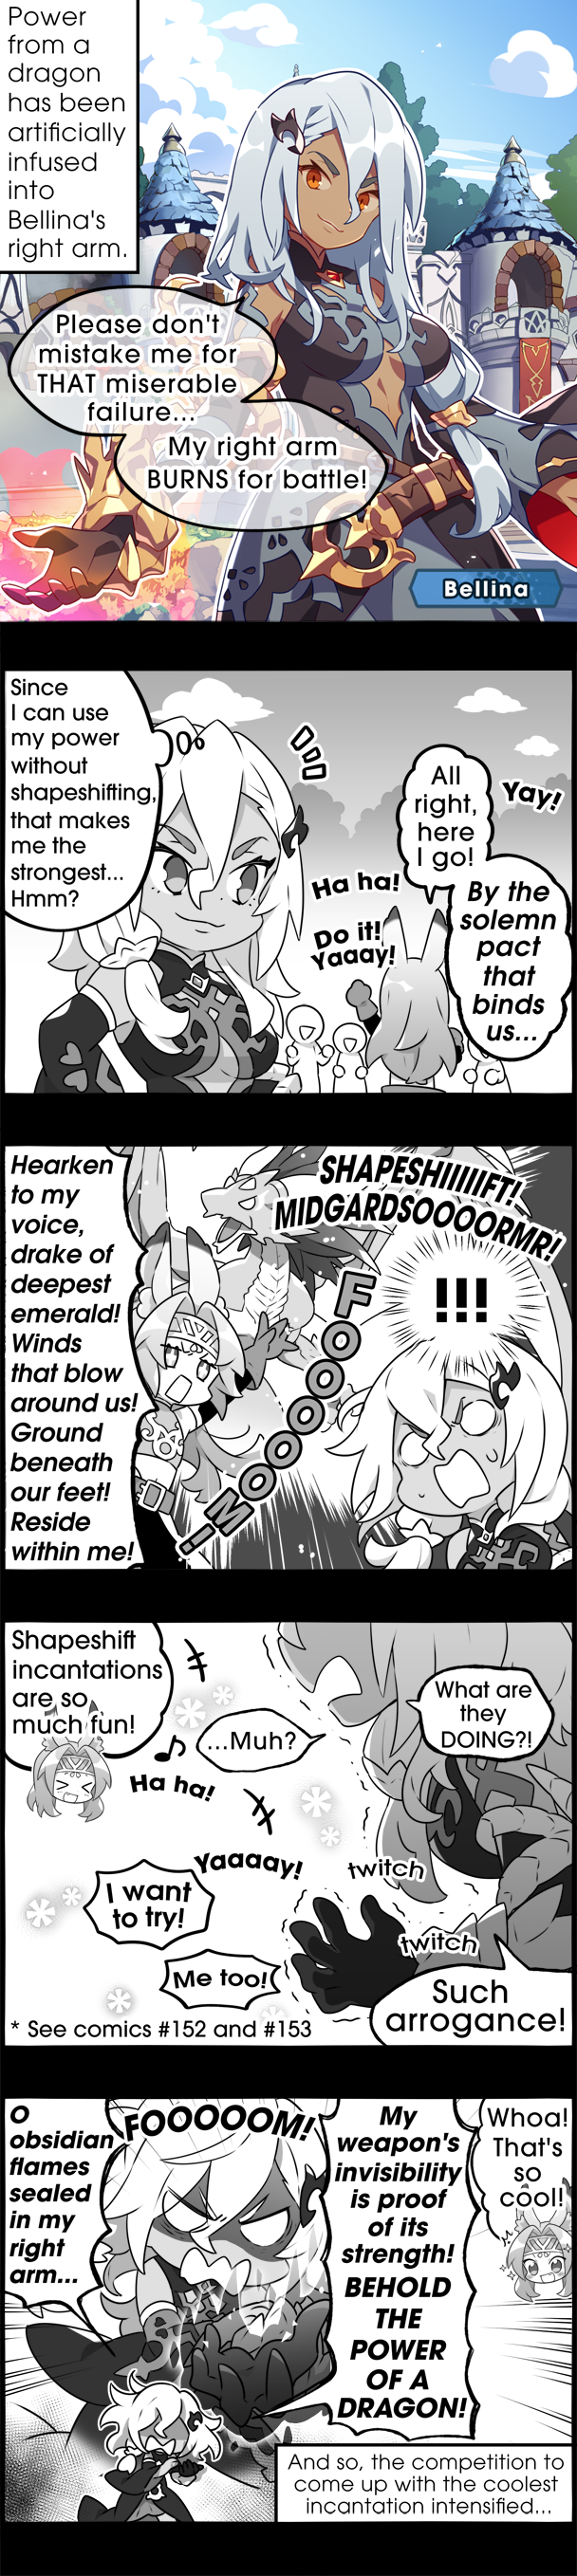 Power
from a
dragon
has been
artificially
infused
into
Bellina's
right arm.
Please don't
mistake me for
THAT miserable
failure...
My right arm
BURNS for battle!
Bellina
Since
I can use
my power
without
shapeshifting,
that makes
me the
strongest...
Hmm?
All
right,
here
I go!
Yay!
Ha ha!
Do it!
Yaaay!
By the
solemn
pact
that
binds
us...
Hearken
to my
voice,
drake of
deepest
emerald!
Winds
that blow
around us!
Ground
beneath
our feet!
Reside
within me!
SHAPESHIIIIIFT!
MIDGARDSOOOORMR!
!!!
FOOOOOM!
Shapeshift
incantations
are so
much fun!
Ha ha!
...Muh?
What are
they
DOING?!
Yaaaay!
I want
to try!
Me too!
twitch
twitch
Such
arrogance!
* See comics #152 and #153
O
obsidian
flames
sealed
in my
right
arm...
FOOOOOM!
My
weapon's
invisibility
is proof
of its
strength!
BEHOLD
THE
POWER
OF A
DRAGON!
Whoa!
That's
so
cool!
And so, the competition to
come up with the coolest
incantation intensified...